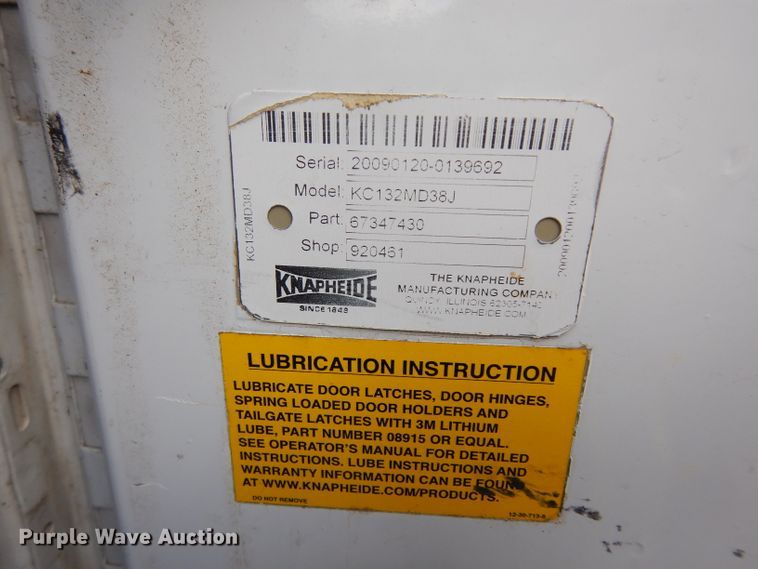 Serial: 20090120-0139692
Model: KC132MD38J
Part: 67347430
Shop: 920461
KC132MD38J
KNAPHEIDE
SINCE 1848
THE KNAPHEIDE
MANUFACTURING COMPANY
QUINCY, ILLINOIS 62305-7140
WWW.KNAPHEIDE.COM
LUBRICATION INSTRUCTION
LUBRICATE DOOR LATCHES, DOOR HINGES,
SPRING LOADED DOOR HOLDERS AND
TAILGATE LATCHES WITH 3M LITHIUM
LUBE, PART NUMBER 08915 OR EQUAL.
SEE OPERATOR'S MANUAL FOR DETAILED
INSTRUCTIONS. LUBE INSTRUCTIONS AND
WARRANTY INFORMATION CAN BE FOUND
AT WWW.KNAPHEIDE.COM/PRODUCTS.
DO NOT REMOVE
Purple Wave Auction